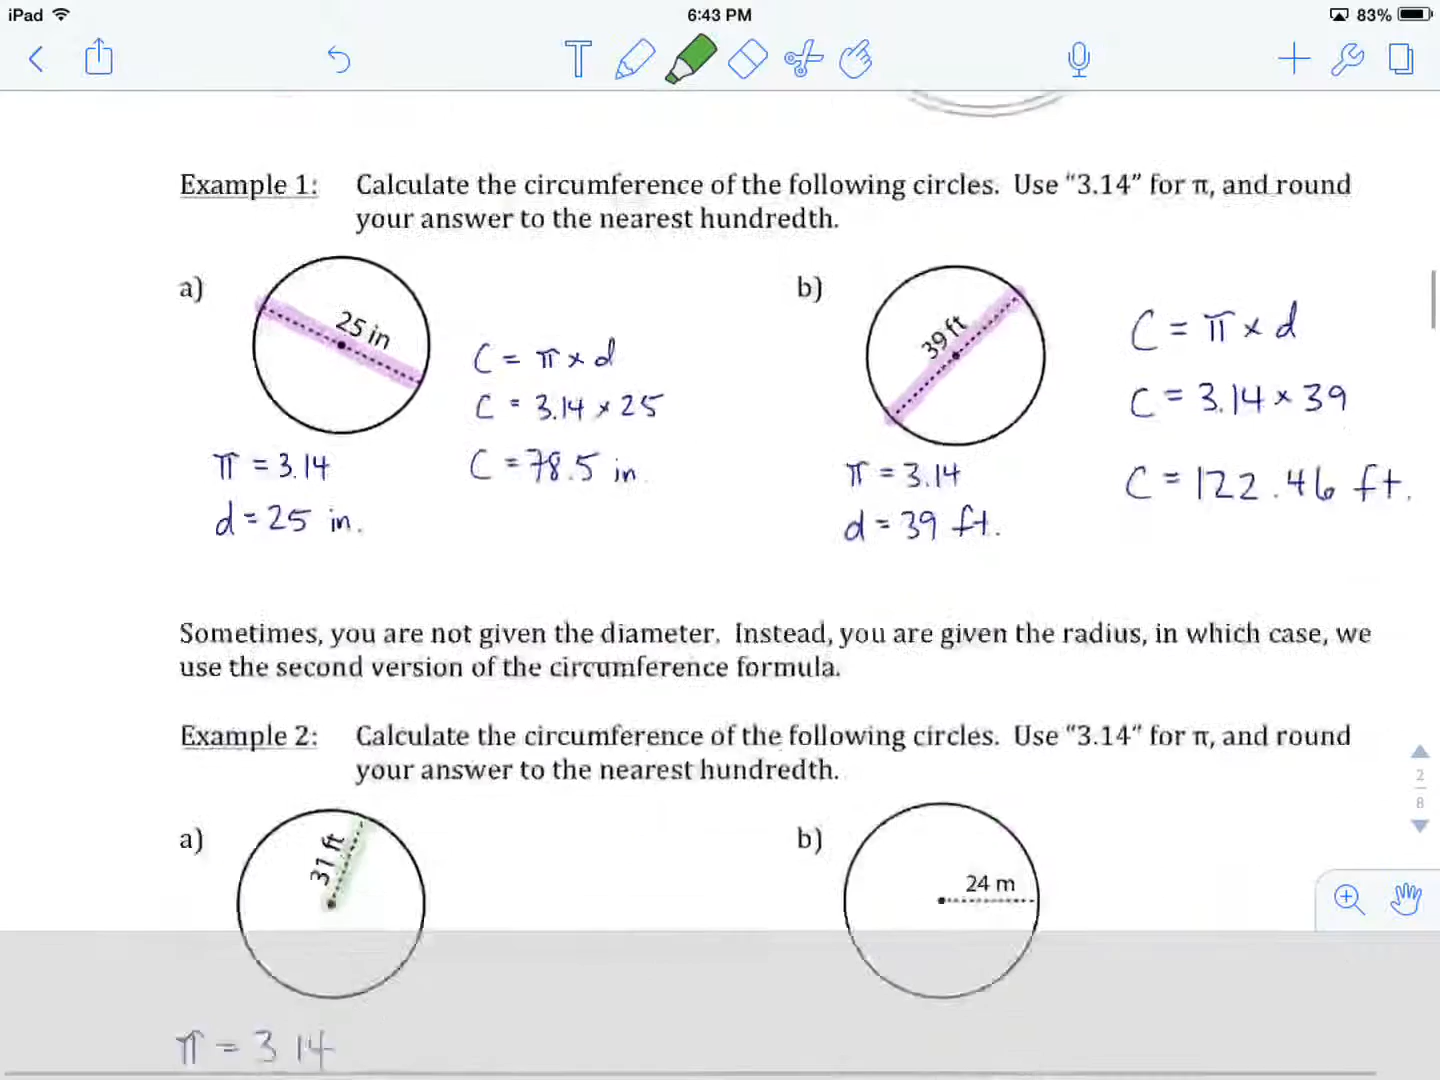 iPad 6:43 PM 83%
T
Example 1: Calculate the circumference of the following circles. Use “3.14” for π, and round
your answer to the nearest hundredth.
a)
25 in
C = π × d
C = 3.14 × 25
C = 78.5 in.
π = 3.14
d = 25 in.
b)
39 ft
C = π × d
C = 3.14 × 39
C = 122.46 ft.
π = 3.14
d = 39 ft.
Sometimes, you are not given the diameter. Instead, you are given the radius, in which case, we
use the second version of the circumference formula.
Example 2: Calculate the circumference of the following circles. Use “3.14” for π, and round
your answer to the nearest hundredth.
2
8
a)
31 ft
b)
24 m
π = 3.14